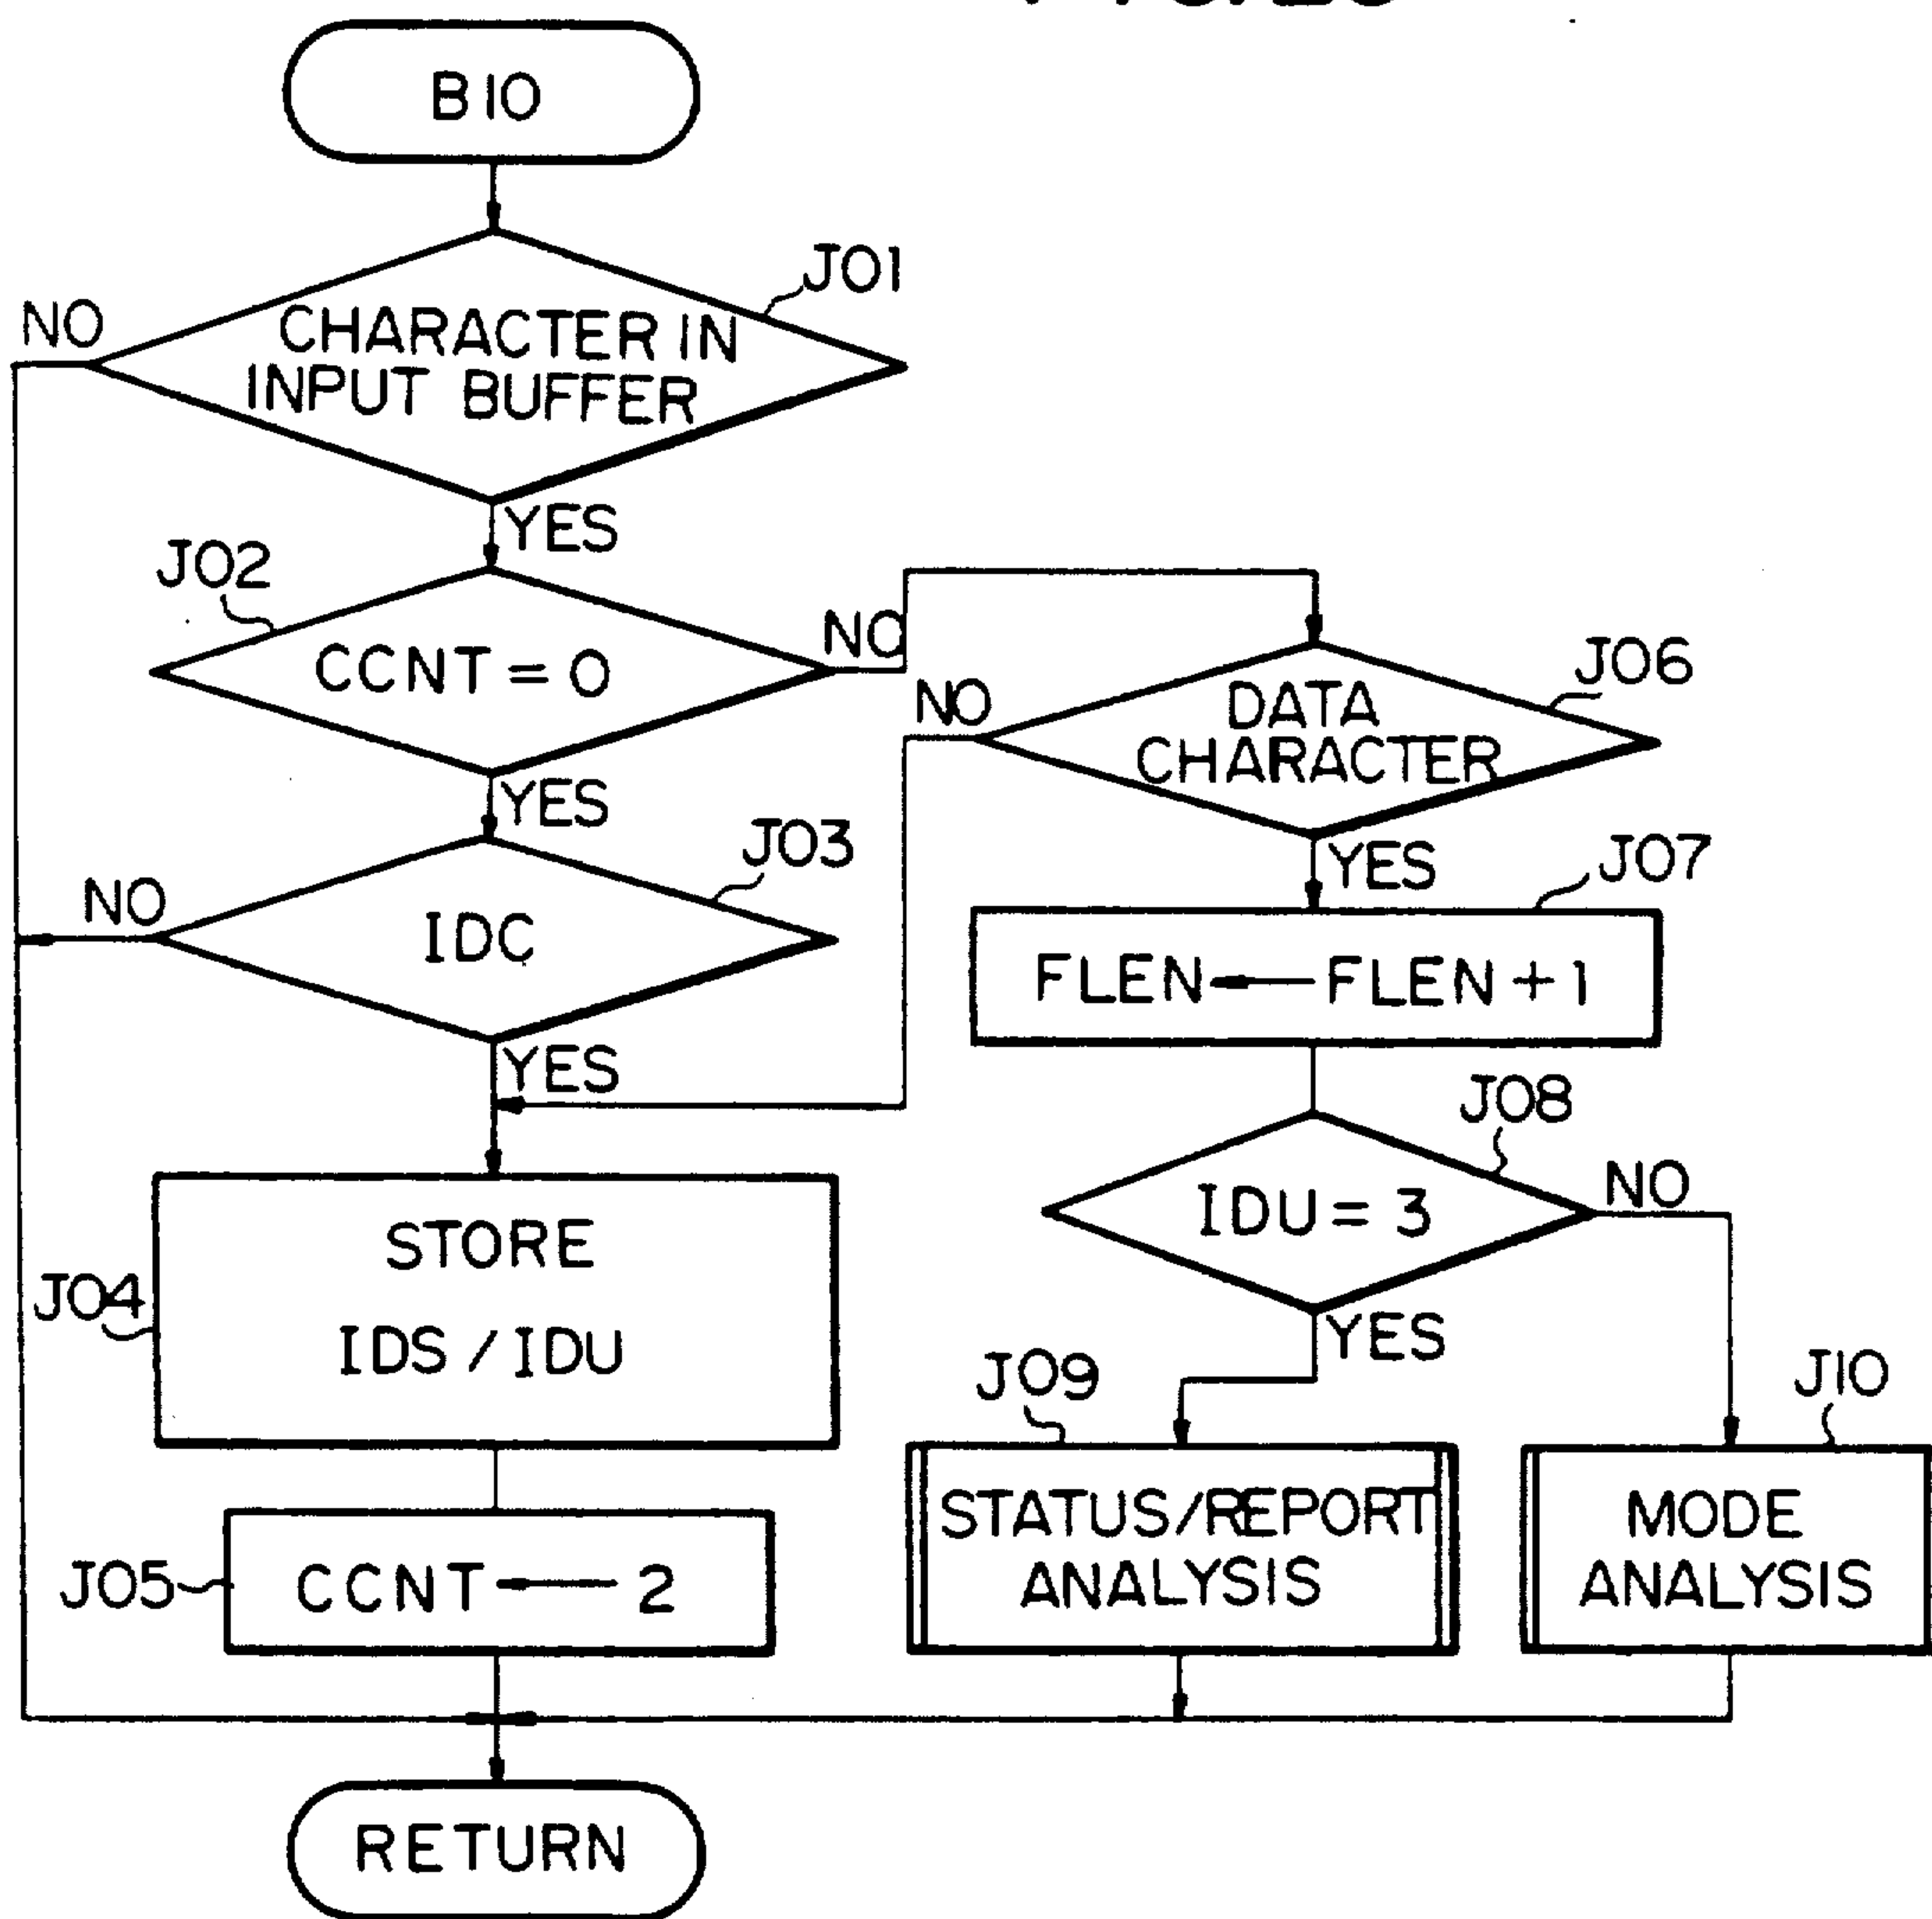 B10
J01
NO
CHARACTER IN
INPUT BUFFER
YES
J02
CCNT = 0
NO
YES
J03
NO
IDC
YES
J04
STORE
IDS / IDU
J05
CCNT ← 2
RETURN
J06
NO
DATA
CHARACTER
YES
J07
FLEN ← FLEN + 1
J08
IDU = 3
NO
YES
J09
STATUS/REPORT
ANALYSIS
J10
MODE
ANALYSIS